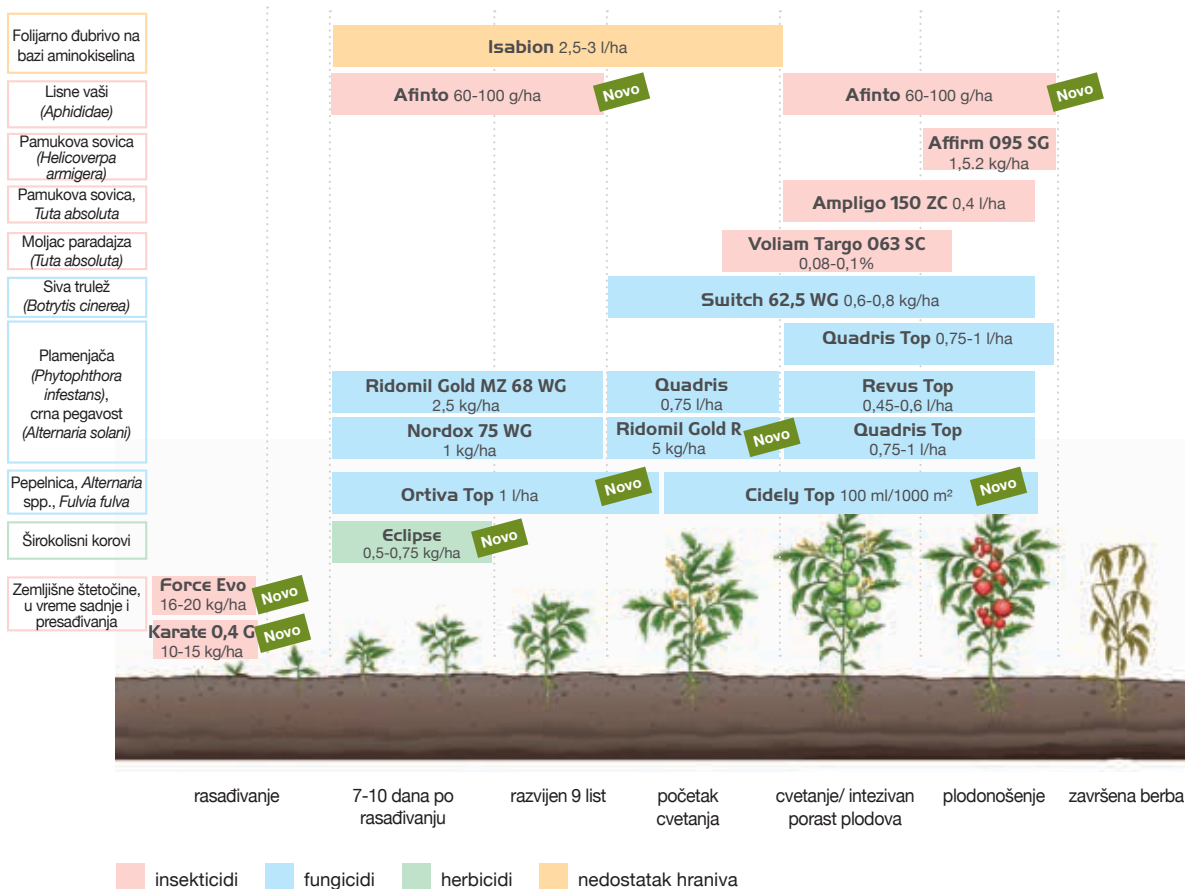 Folijarno đubrivo na
bazi aminokiselina
Isabion 2,5-3 l/ha
Lisne vaši
(Aphididae)
Afinto 60-100 g/ha
Novo
Afinto 60-100 g/ha
Novo
Pamukova sovica
(Helicoverpa
armigera)
Affirm 095 SG
1,5.2 kg/ha
Pamukova sovica,
Tuta absoluta
Ampligo 150 ZC 0,4 l/ha
Moljac paradajza
(Tuta absoluta)
Voliam Targo 063 SC
0,08-0,1%
Siva trulež
(Botrytis cinerea)
Switch 62,5 WG 0,6-0,8 kg/ha
Plamenjača
(Phytophthora
infestans),
crna pegavost
(Alternaria solani)
Quadris Top 0,75-1 l/ha
Ridomil Gold MZ 68 WG
2,5 kg/ha
Quadris
0,75 l/ha
Revus Top
0,45-0,6 l/ha
Nordox 75 WG
1 kg/ha
Ridomil Gold R
5 kg/ha
Novo
Quadris Top
0,75-1 l/ha
Pepelnica, Alternaria
spp., Fulvia fulva
Ortiva Top 1 l/ha
Novo
Cidely Top 100 ml/1000 m²
Novo
Širokolisni korovi
Eclipse
0,5-0,75 kg/ha
Novo
Zemljišne štetočine,
u vreme sadnje i
presađivanja
Force Evo
16-20 kg/ha
Novo
Karate 0,4 G
10-15 kg/ha
Novo
rasađivanje
7-10 dana po
rasađivanju
razvijen 9 list
početak
cvetanja
cvetanje/ intezivan
porast plodova
plodonošenje
završena berba
insekticidi
fungicidi
herbicidi
nedostatak hraniva